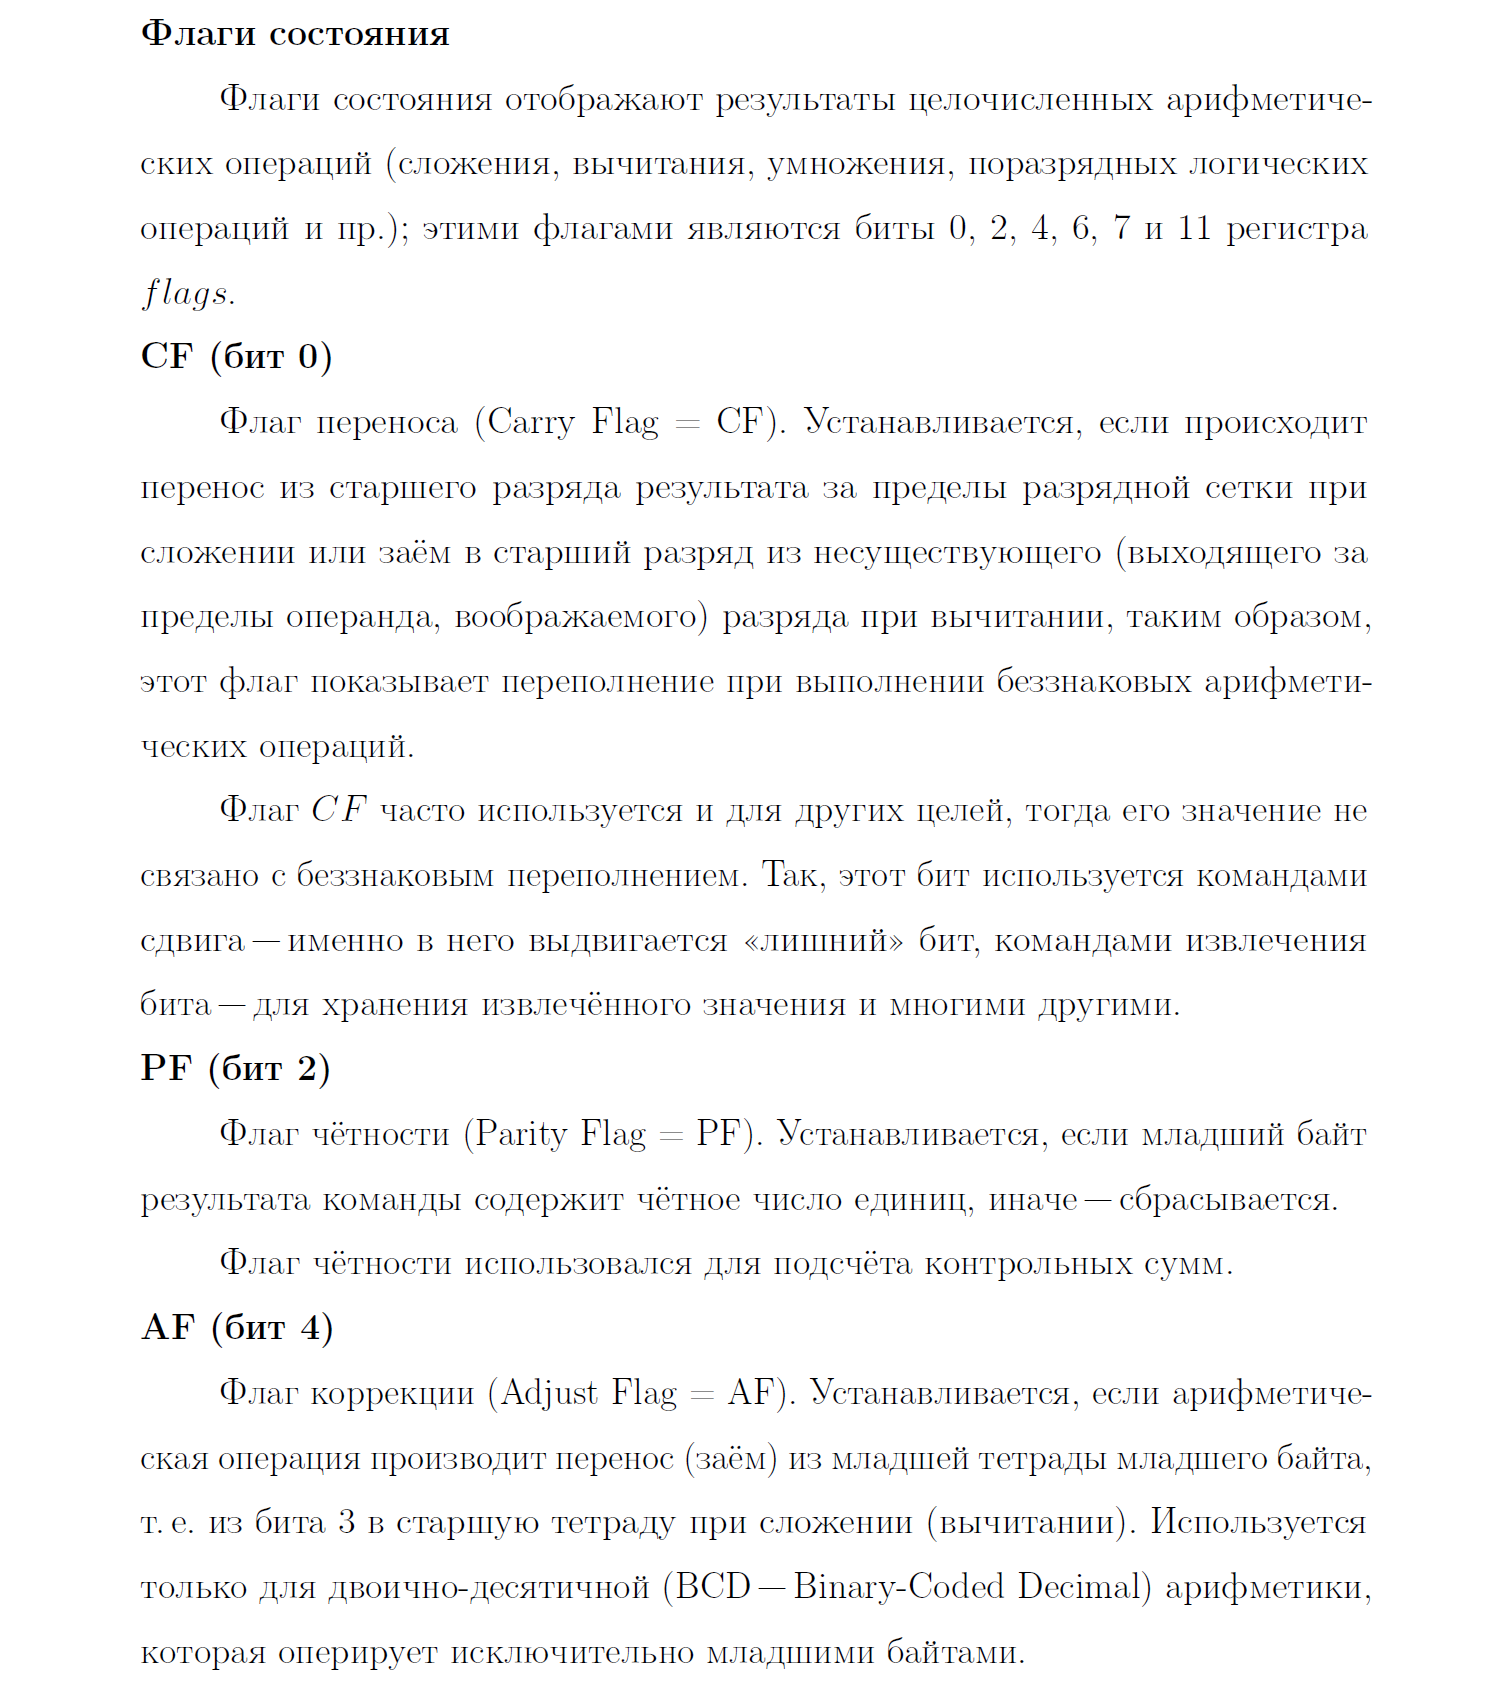 Флаги состояния
Флаги состояния отображают результаты целочисленных арифметиче-
ских операций (сложения, вычитания, умножения, поразрядных логических
операций и пр.); этими флагами являются биты 0, 2, 4, 6, 7 и 11 регистра
flags.
CF (бит 0)
Флаг переноса (Carry Flag = CF). Устанавливается, если происходит
перенос из старшего разряда результата за пределы разрядной сетки при
сложении или заём в старший разряд из несуществующего (выходящего за
пределы операнда, воображаемого) разряда при вычитании, таким образом,
этот флаг показывает переполнение при выполнении беззнаковых арифмети-
ческих операций.
Флаг CF часто используется и для других целей, тогда его значение не
связано с беззнаковым переполнением. Так, этот бит используется командами
сдвига — именно в него выдвигается «лишний» бит, командами извлечения
бита — для хранения извлечённого значения и многими другими.
PF (бит 2)
Флаг чётности (Parity Flag = PF). Устанавливается, если младший байт
результата команды содержит чётное число единиц, иначе — сбрасывается.
Флаг чётности использовался для подсчёта контрольных сумм.
AF (бит 4)
Флаг коррекции (Adjust Flag = AF). Устанавливается, если арифметиче-
ская операция производит перенос (заём) из младшей тетрады младшего байта,
т. е. из бита 3 в старшую тетраду при сложении (вычитании). Используется
только для двоично-десятичной (BCD — Binary-Coded Decimal) арифметики,
которая оперирует исключительно младшими байтами.